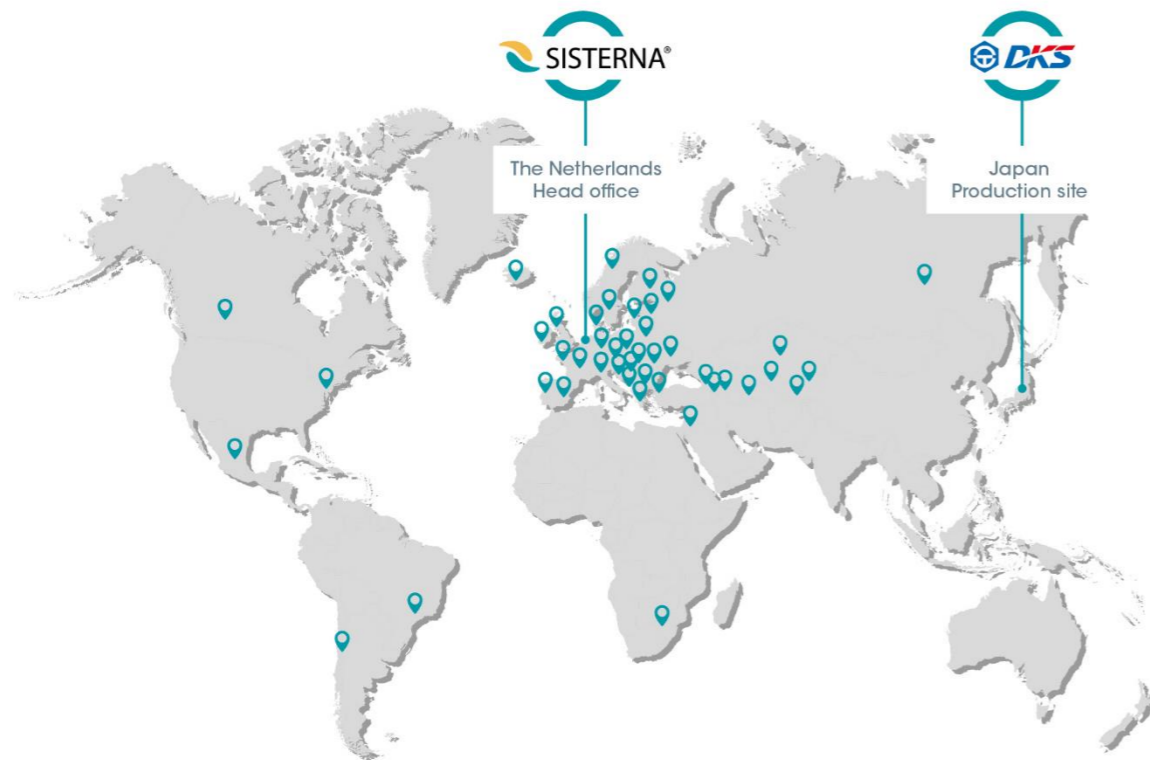 SISTERNA®
DKS
The Netherlands
Head office
Japan
Production site